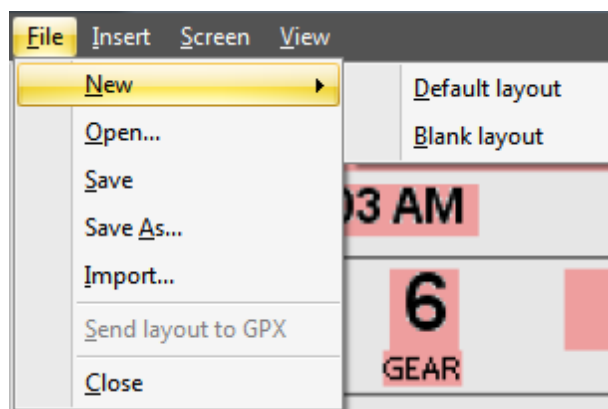 File Insert Screen View
New
Default layout
Open...
Blank layout
Save
Save As...
03 AM
Import...
6
Send layout to GPX
GEAR
Close